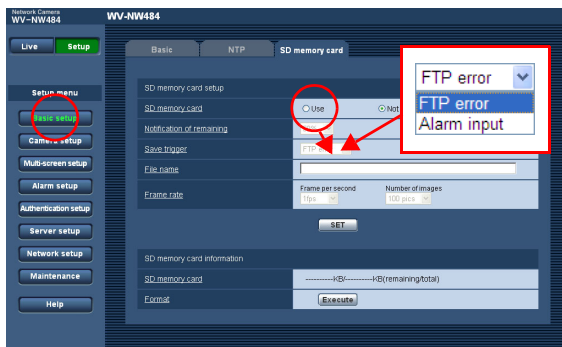 Network Camera
WV-NW484
WV-NW484
Live Setup
Basic NTP SD memory card
Setup menu
Basic setup
Camera setup
Multi-screen setup
Alarm setup
Authentication setup
Server setup
Network setup
Maintenance
Help
SD memory card setup
SD memory card Use Not
Notification of remaining
Save trigger FTP
File name
Frame rate
Frame per second Number of images
1fps 100 pics
SET
SD memory card information
SD memory card ----------KB/----------KB(remaining/total)
Format Execute
FTP error
FTP error
Alarm input